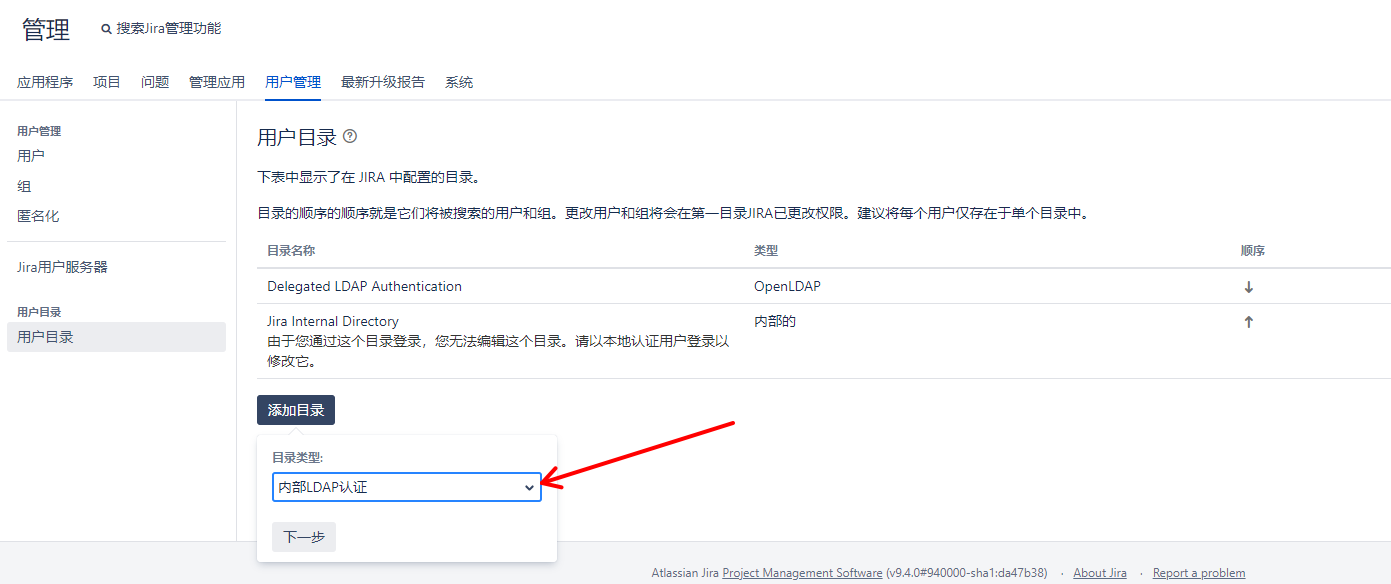 管理
搜索Jira管理功能
应用程序 项目 问题 管理应用 用户管理 最新升级报告 系统
用户管理
用户
组
匿名化
Jira用户服务器
用户目录
用户目录
用户目录
下表中显示了在 JIRA 中配置的目录。
目录的顺序的顺序就是它们将被搜索的用户和组。更改用户和组将会在第一目录JIRA已更改权限。建议将每个用户仅存在于单个目录中。
目录名称 类型 顺序
Delegated LDAP Authentication OpenLDAP
Jira Internal Directory 内部的
由于您通过这个目录登录，您无法编辑这个目录。请以本地认证用户登录以
修改它。
添加目录
目录类型:
内部LDAP认证
下一步
Atlassian Jira Project Management Software (v9.4.0#940000-sha1:da47b38) · About Jira · Report a problem